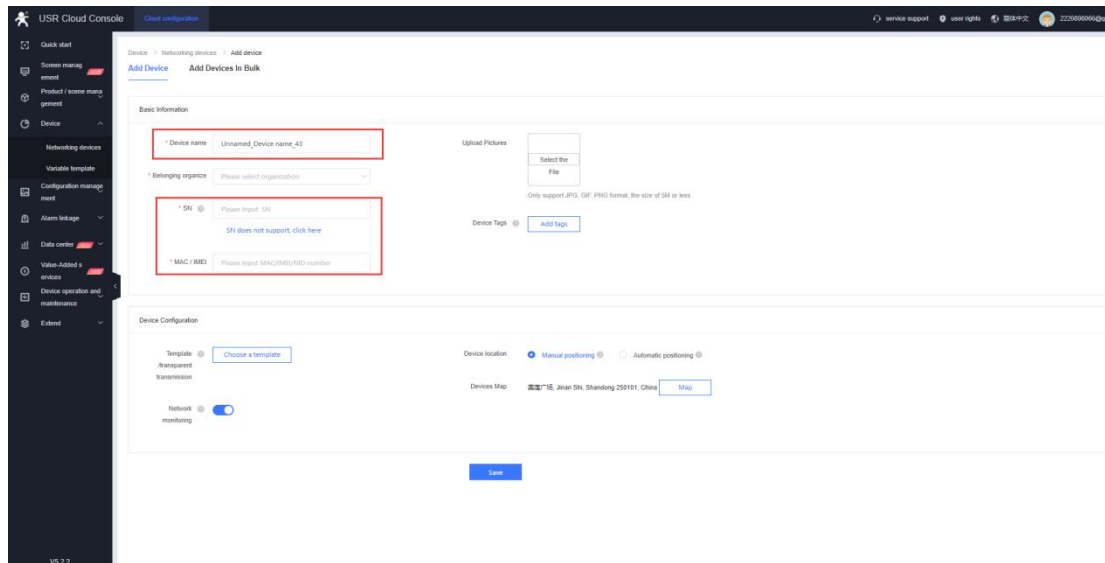 USR Cloud Console
Cloud configuration
service support
user rights
简体中文
2220896066@q
Quick start
Screen manag
ement
Product / scene mana
gement
Device
Networking devices
Variable template
Configuration manage
ment
Alarm linkage
Data center
Value-Added s
ervices
Device operation and
maintenance
Extend
V5.2.2
Device > Networking devices > Add device
Add Device
Add Devices In Bulk
Basic Information
* Device name
Unnamed_Device name_43
* Belonging organize
Please select organization
* SN
Please Input SN
SN does not support, click here
* MAC / IMEI
Please input MAC/IMEI/NID number
Upload Pictures
Select the
File
Only support JPG, GIF, PNG format, the size of 5M or less
Device Tags
Add tags
Device Configuration
Template
/transparent
transmission
Choose a template
Network
monitoring
Device location
Manual positioning
Automatic positioning
Devices Map
广场, Jinan Shi, Shandong 250101, China
Map
Save